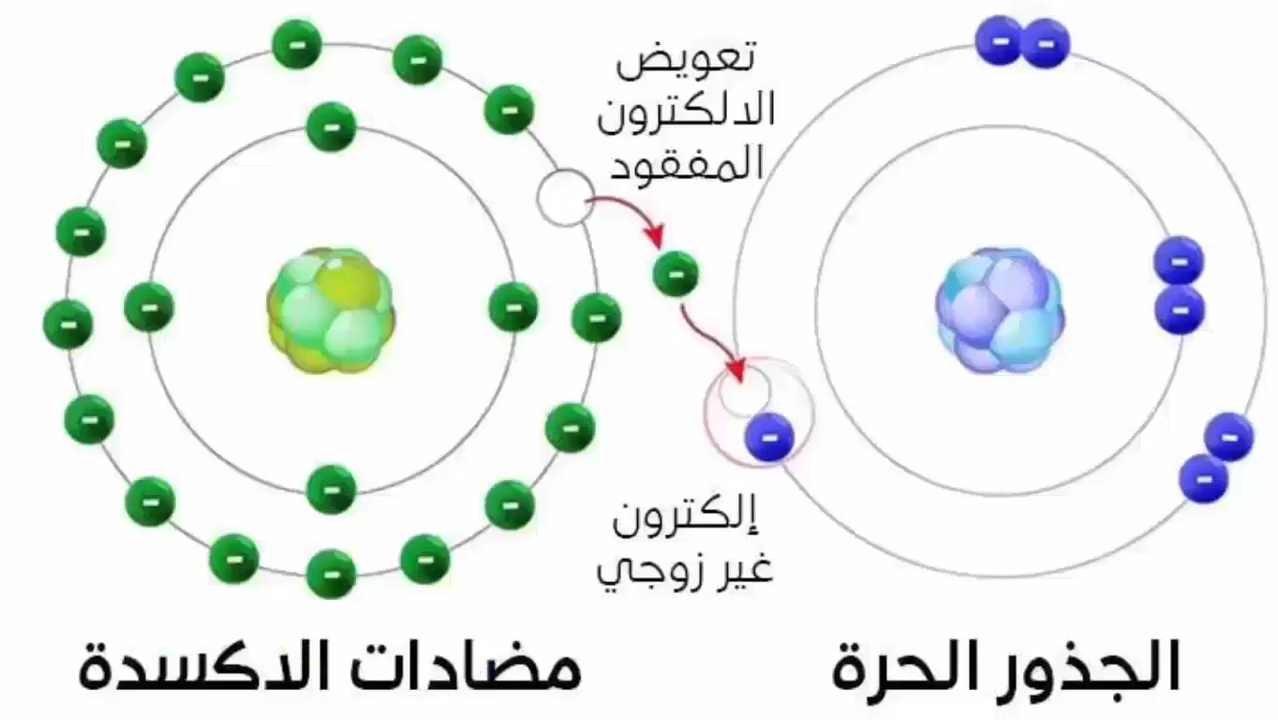 تعويض
الالكترون
المفقود
إلكترون
غير زوجي
الجذور الحرة
مضادات الاكسدة